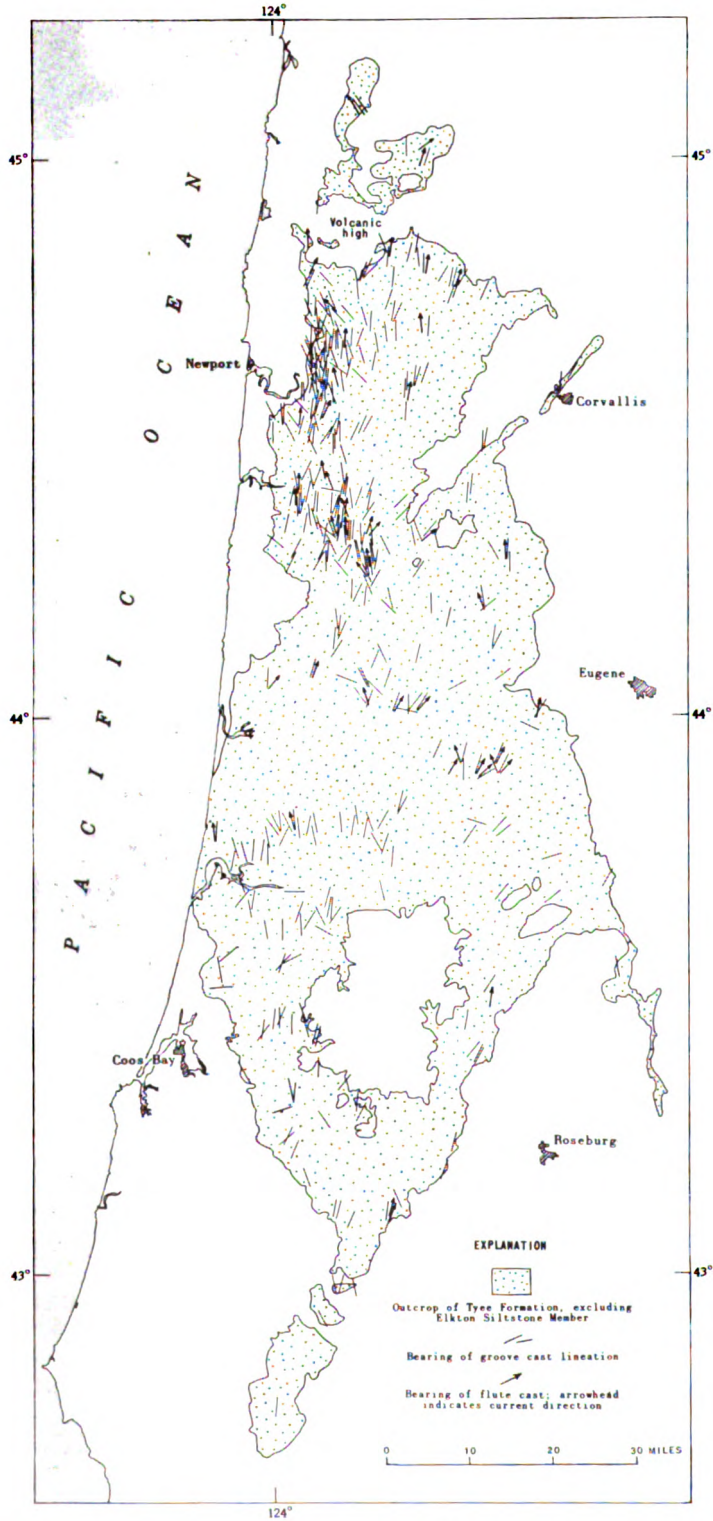 124°
45°
45°
Volcanic
high
PACIFIC OCEAN
Newport
Corvallis
Eugene
44°
44°
Coos Bay
Roseburg
EXPLANATION
43°
43°
Outcrop of Tyee Formation, excluding
Elkton Siltstone Member
Bearing of groove cast lineation
Bearing of flute cast; arrowhead
indicates current direction
0 10 20 30 MILES
124°